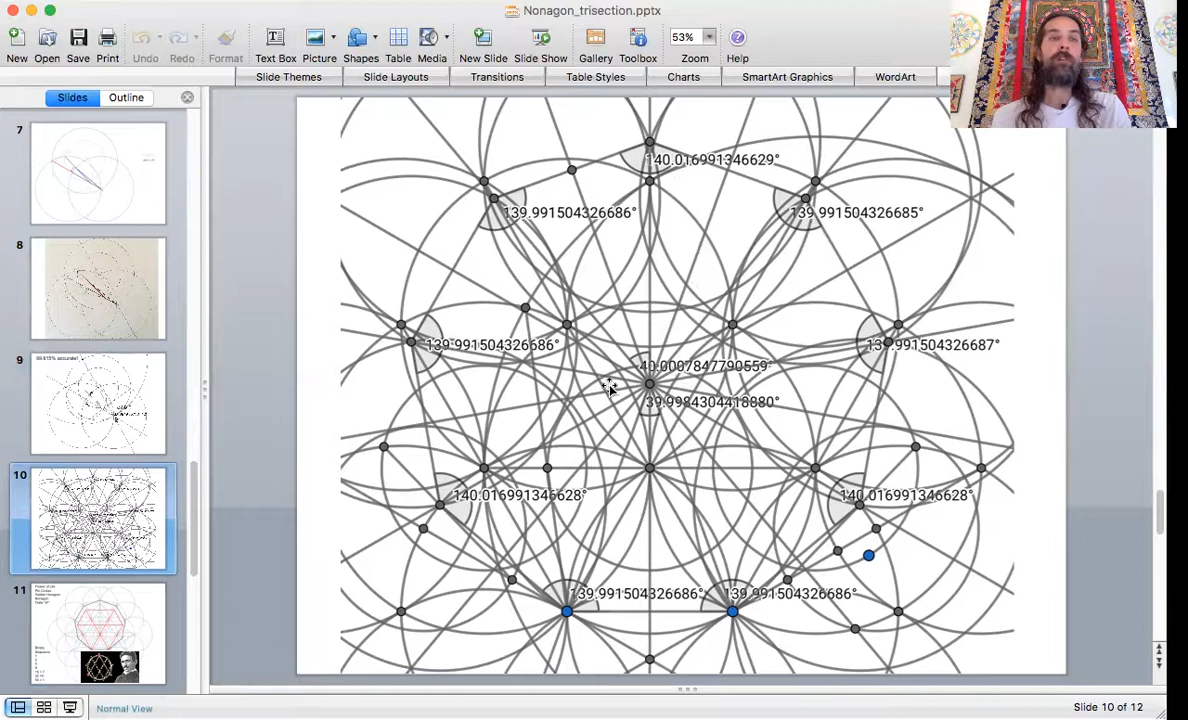 Nonagon_trisection.pptx
New Open Save Print Undo Redo Format Text Box Picture Shapes Table Media New Slide Slide Show Gallery Toolbox 53% Zoom Help
Slide Themes Slide Layouts Transitions Table Styles Charts SmartArt Graphics WordArt
Slides Outline
7
8
9
10
11
140.016991346629°
139.991504326686°
139.991504326685°
139.991504326686°
139.991504326687°
40.0007847790559°
39.9984304418880°
140.016991346628°
140.016991346628°
139.991504326686°
139.991504326686°
Normal View
Slide 10 of 12